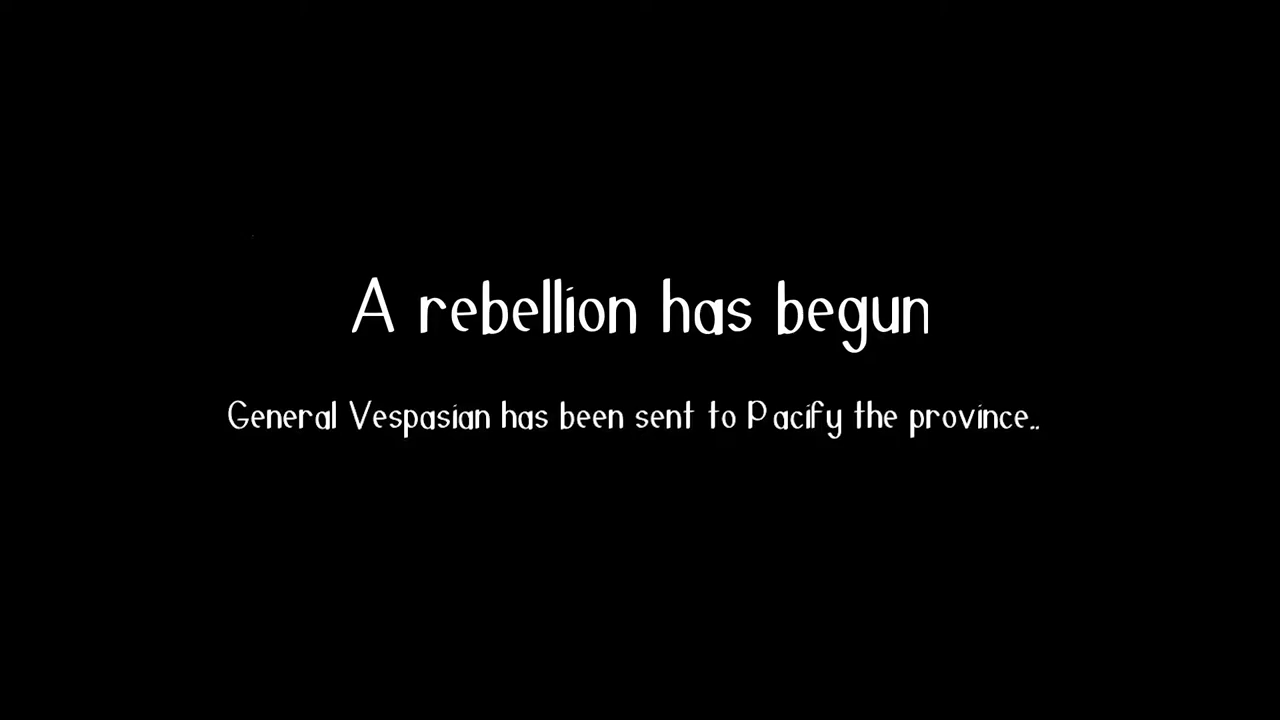 A rebellion has begun
General Vespasian has been sent to Pacify the province..